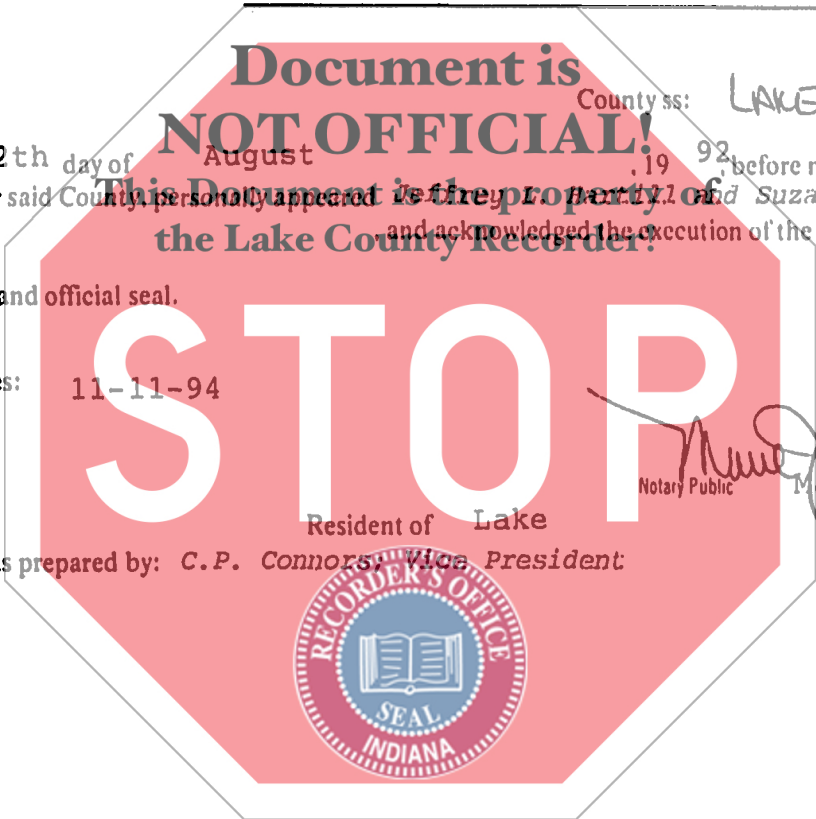 Document is
County ss: LAKE
NOT OFFICIAL!
2th day of August , 19 92 before m
r said County, personally appeared Jeffrey L. and Suza
This Document is the property of
, and acknowledged the execution of the
the Lake County Recorder!
and official seal.
STOP
s: 11-11-94
Notary Public M
Resident of Lake
s prepared by: C.P. Connors, Vice President
RECORDER'S OFFICE
SEAL
INDIANA